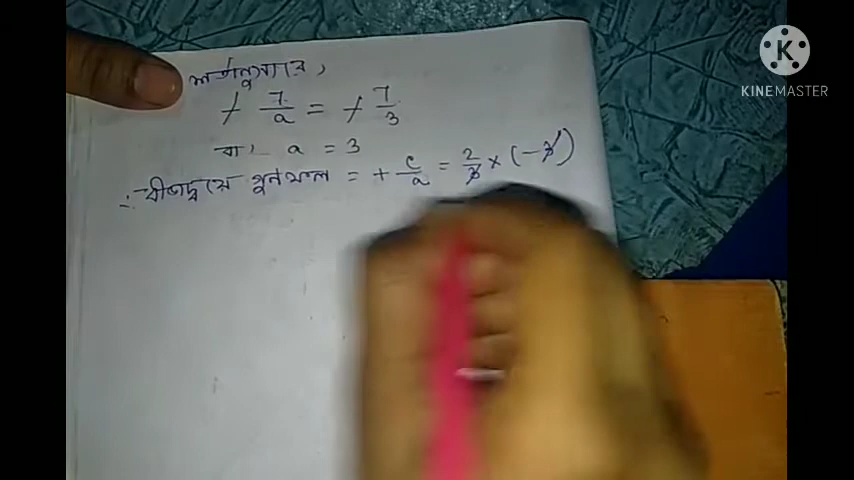 KINEMASTER
শর্তানুসারে,
+ 7/a = + 7/3
বা, a = 3
∴ বীজদ্বয়ে গুনফল = + c/a = 2/3 × (-3)